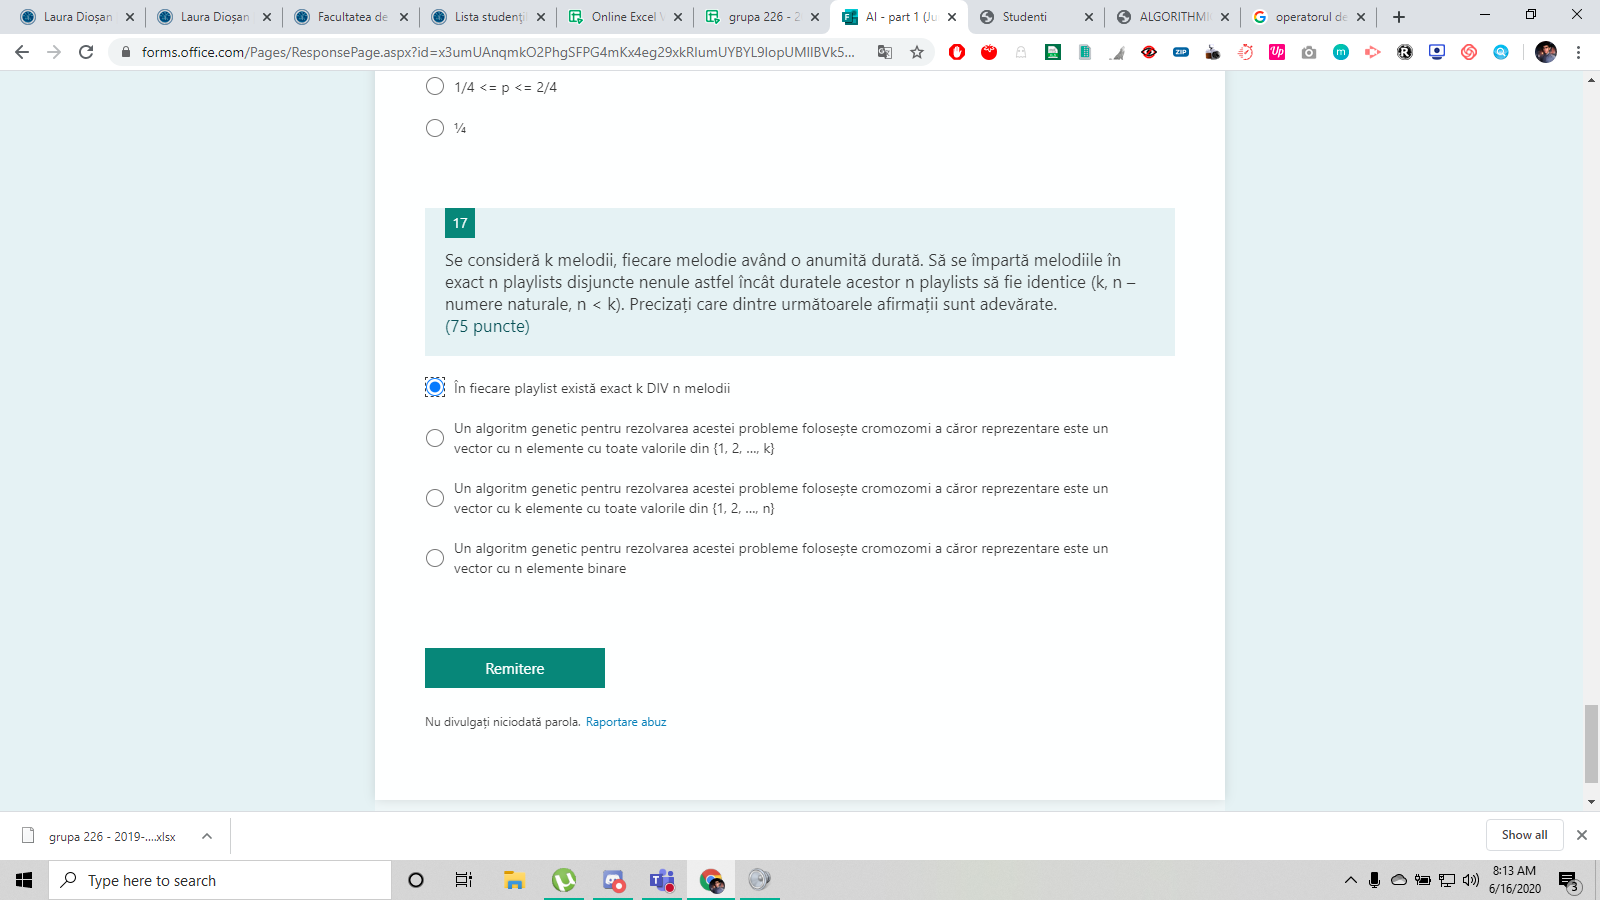 Laura Dioșan
Laura Dioșan
Facultatea de
Lista studenți
Online Excel V
grupa 226 - 2
AI - part 1 (Ju
Studenti
ALGORITHMI
operatorul de
forms.office.com/Pages/ResponsePage.aspx?id=x3umUAnqmkO2PhgSFPG4mKx4eg29xkRIumUYBYL9IopUMllBVk5...
ZIP
Up
m
R
1/4 <= p <= 2/4
¼
17
Se consideră k melodii, fiecare melodie având o anumită durată. Să se împartă melodiile în
exact n playlists disjuncte nenule astfel încât duratele acestor n playlists să fie identice (k, n –
numere naturale, n < k). Precizați care dintre următoarele afirmații sunt adevărate.
(75 puncte)
În fiecare playlist există exact k DIV n melodii
Un algoritm genetic pentru rezolvarea acestei probleme folosește cromozomi a căror reprezentare este un
vector cu n elemente cu toate valorile din {1, 2, ..., k}
Un algoritm genetic pentru rezolvarea acestei probleme folosește cromozomi a căror reprezentare este un
vector cu k elemente cu toate valorile din {1, 2, ..., n}
Un algoritm genetic pentru rezolvarea acestei probleme folosește cromozomi a căror reprezentare este un
vector cu n elemente binare
Remitere
Nu divulgați niciodată parola. Raportare abuz
grupa 226 - 2019-....xlsx
Show all
Type here to search
8:13 AM
6/16/2020
3